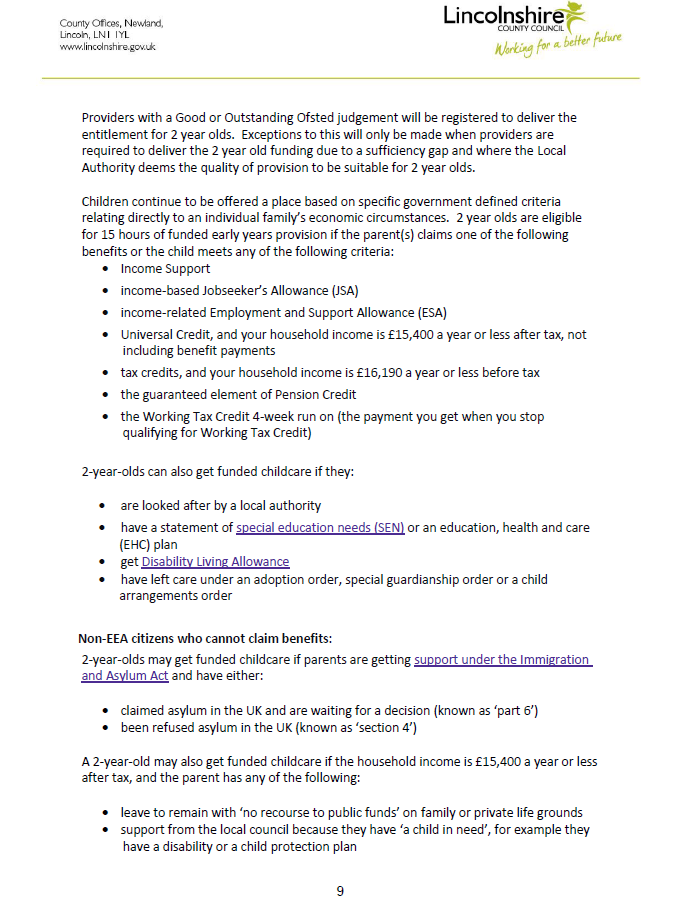 County Offices, Newland,
Lincoln, LN1 1YL
www.lincolnshire.gov.uk
Lincolnshire
COUNTY COUNCIL
Working for a better future
Providers with a Good or Outstanding Ofsted judgement will be registered to deliver the
entitlement for 2 year olds.  Exceptions to this will only be made when providers are
required to deliver the 2 year old funding due to a sufficiency gap and where the Local
Authority deems the quality of provision to be suitable for 2 year olds.
Children continue to be offered a place based on specific government defined criteria
relating directly to an individual family’s economic circumstances.  2 year olds are eligible
for 15 hours of funded early years provision if the parent(s) claims one of the following
benefits or the child meets any of the following criteria:
• Income Support
• income-based Jobseeker’s Allowance (JSA)
• income-related Employment and Support Allowance (ESA)
• Universal Credit, and your household income is £15,400 a year or less after tax, not
including benefit payments
• tax credits, and your household income is £16,190 a year or less before tax
• the guaranteed element of Pension Credit
• the Working Tax Credit 4-week run on (the payment you get when you stop
qualifying for Working Tax Credit)
2-year-olds can also get funded childcare if they:
• are looked after by a local authority
• have a statement of special education needs (SEN) or an education, health and care
(EHC) plan
• get Disability Living Allowance
• have left care under an adoption order, special guardianship order or a child
arrangements order
Non-EEA citizens who cannot claim benefits:
2-year-olds may get funded childcare if parents are getting support under the Immigration
and Asylum Act and have either:
• claimed asylum in the UK and are waiting for a decision (known as ‘part 6’)
• been refused asylum in the UK (known as ‘section 4’)
A 2-year-old may also get funded childcare if the household income is £15,400 a year or less
after tax, and the parent has any of the following:
• leave to remain with ‘no recourse to public funds’ on family or private life grounds
• support from the local council because they have ‘a child in need’, for example they
have a disability or a child protection plan
9